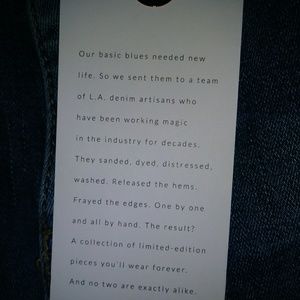 Our basic blues needed new
life. So we sent them to a team
of L.A. denim artisans who
have been working magic
in the industry for decades.
They sanded, dyed, distressed,
washed. Released the hems.
Frayed the edges. One by one
and all by hand. The result?
A collection of limited-edition
pieces you'll wear forever.
And no two are exactly alike.